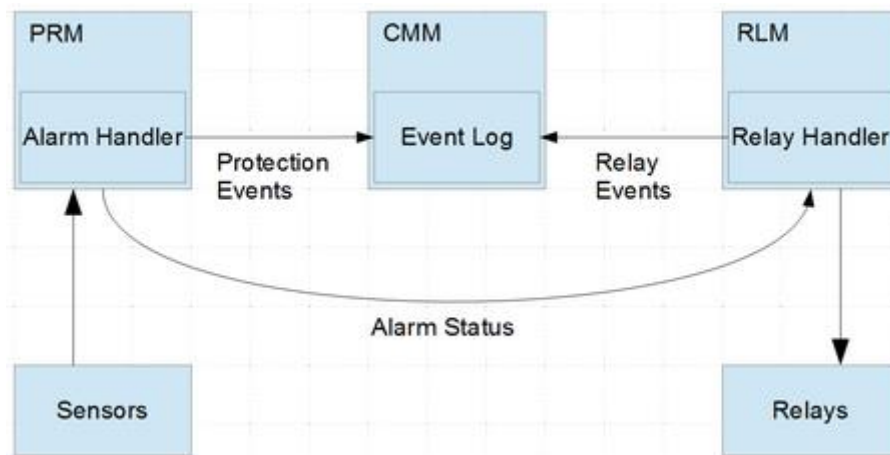 PRM
CMM
RLM
Alarm Handler
Event Log
Relay Handler
Protection
Events
Relay
Events
Alarm Status
Sensors
Relays